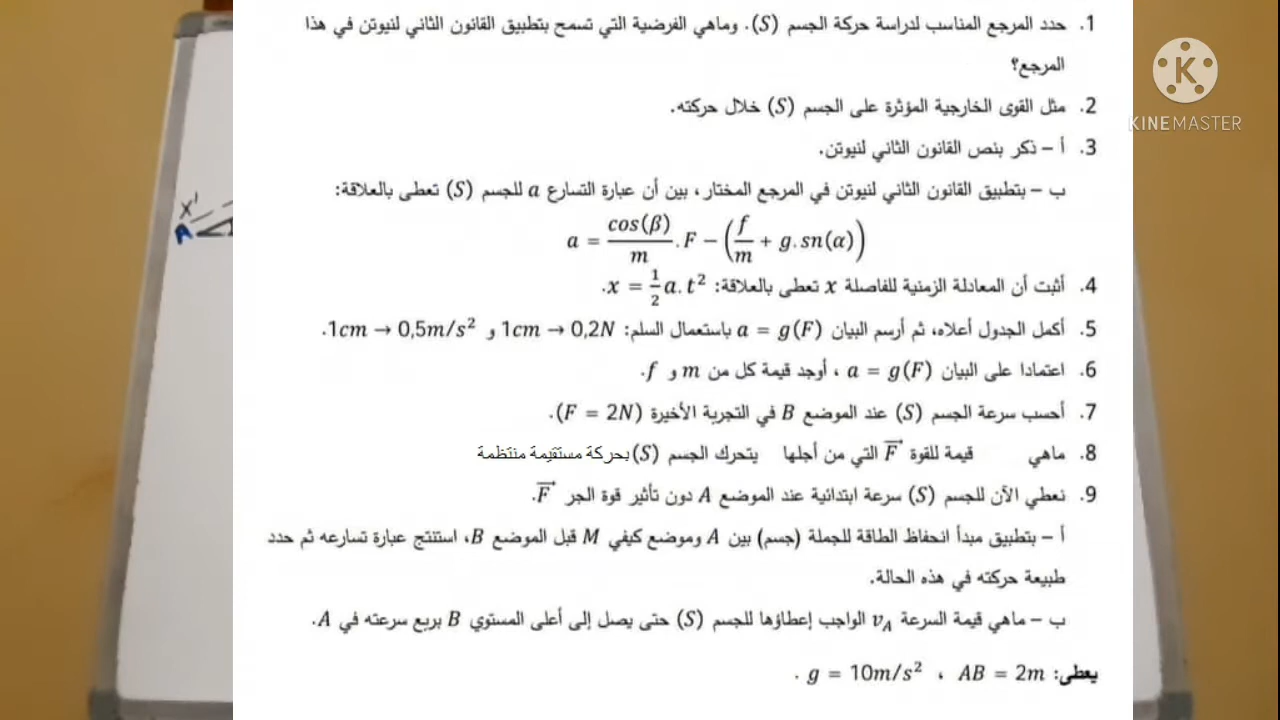 1. حدد المرجع المناسب لدراسة حركة الجسم (S). وماهي الفرضية التي تسمح بتطبيق القانون الثاني لنيوتن في هذا
المرجع؟
2. مثل القوى الخارجية المؤثرة على الجسم (S) خلال حركته.
3. أ – ذكر بنص القانون الثاني لنيوتن.
ب – بتطبيق القانون الثاني لنيوتن في المرجع المختار، بين أن عبارة التسارع a للجسم (S) تعطى بالعلاقة:
a = cos(β)/m .F − (f/m + g.sn(α))
4. أثبت أن المعادلة الزمنية للفاصلة x تعطى بالعلاقة: x = 1/2 a.t².
5. أكمل الجدول أعلاه، ثم أرسم البيان a = g(F) باستعمال السلم: 1cm → 0,2N و 1cm → 0,5m/s².
6. اعتمادا على البيان a = g(F) ، أوجد قيمة كل من m و f.
7. أحسب سرعة الجسم (S) عند الموضع B في التجربة الأخيرة (F = 2N).
8. ماهي قيمة للقوة F⃗ التي من أجلها يتحرك الجسم (S) بحركة مستقيمة منتظمة
9. نعطي الآن للجسم (S) سرعة ابتدائية عند الموضع A دون تأثير قوة الجر F⃗.
أ – بتطبيق مبدأ انحفاظ الطاقة للجملة (جسم) بين A وموضع كيفي M قبل الموضع B، استنتج عبارة تسارعه ثم حدد
طبيعة حركته في هذه الحالة.
ب – ماهي قيمة السرعة v_A الواجب إعطاؤها للجسم (S) حتى يصل إلى أعلى المستوي B بربع سرعته في A.
يعطى: g = 10m/s² ، AB = 2m .
X'
A
K
KINEMASTER